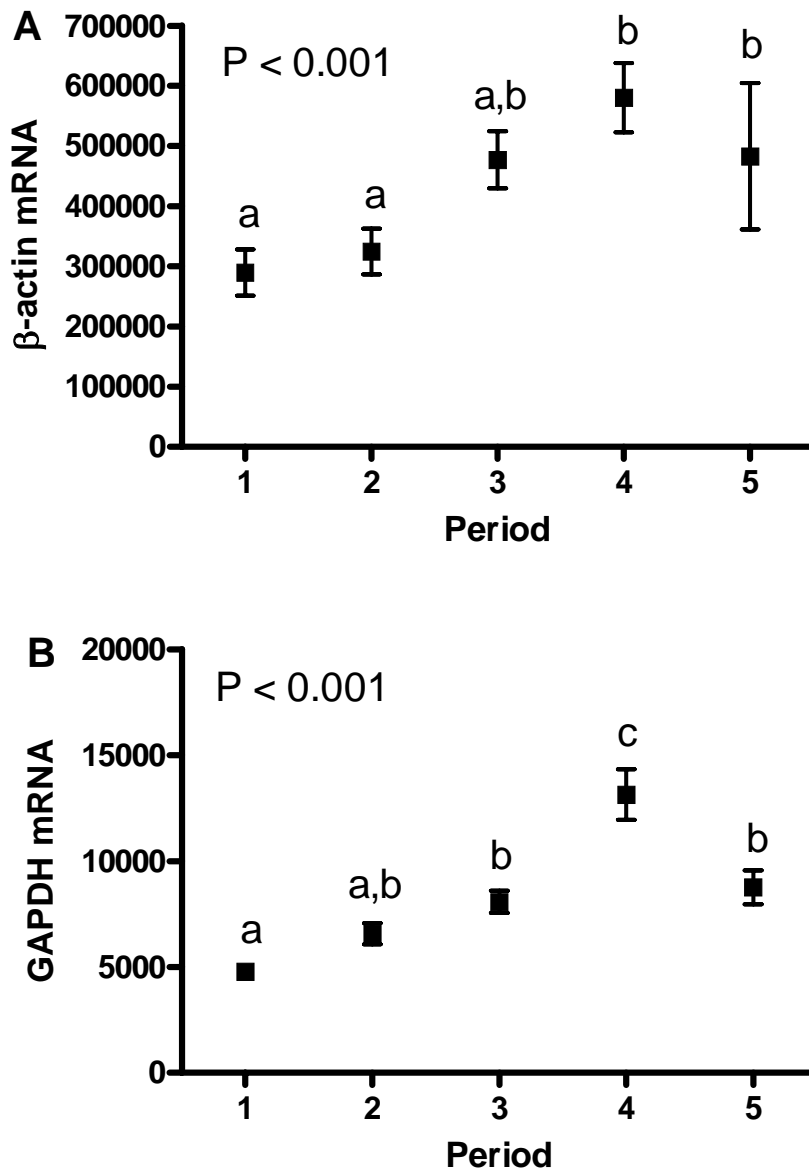 A
P < 0.001
β-actin mRNA
700000
600000
500000
400000
300000
200000
100000
0
a
a
a,b
b
b
1 2 3 4 5
Period
B
P < 0.001
GAPDH mRNA
20000
15000
10000
5000
0
a
a,b
b
c
b
1 2 3 4 5
Period